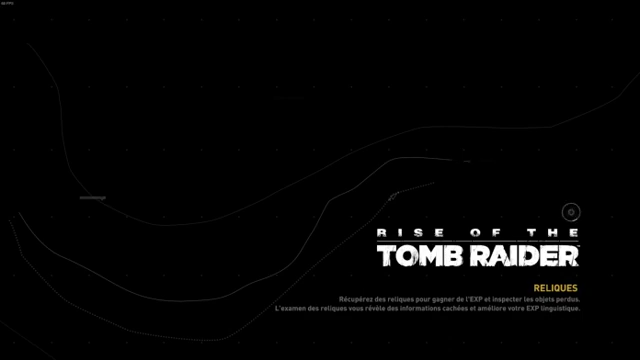 RISE OF THE
TOMB RAIDER
RELIQUES
Récupérez des reliques pour gagner de l'EXP et inspecter les objets perdus.
L'examen des reliques vous révèle des informations cachées et améliore votre EXP linguistique.